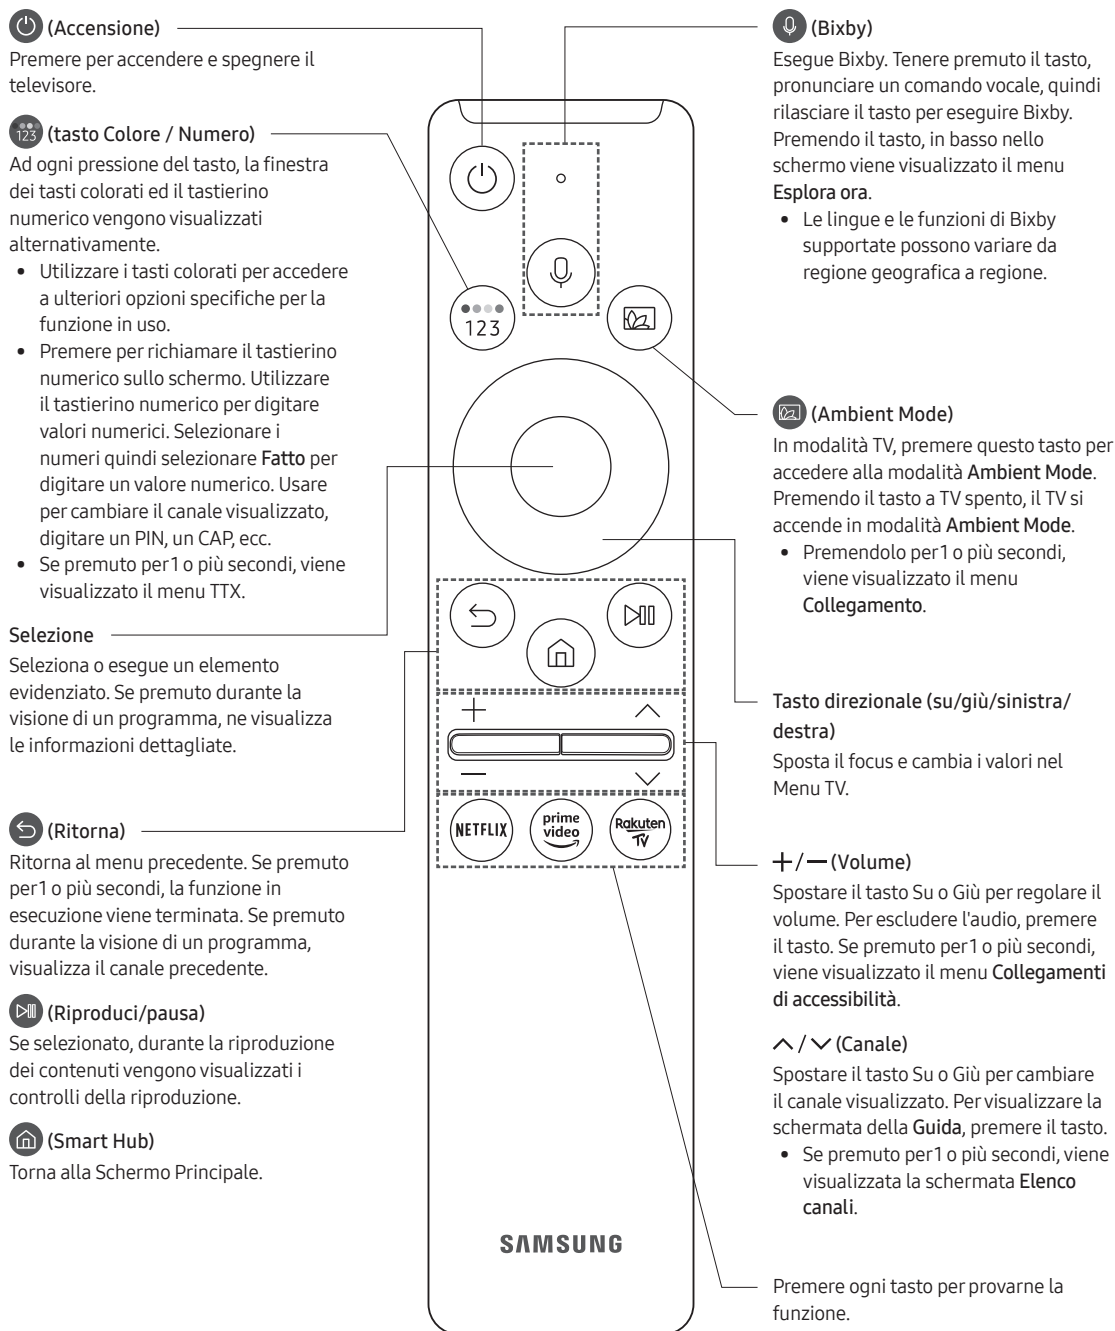 (Accensione)
Premere per accendere e spegnere il
televisore.
123 (tasto Colore / Numero)
Ad ogni pressione del tasto, la finestra
dei tasti colorati ed il tastierino
numerico vengono visualizzati
alternativamente.
• Utilizzare i tasti colorati per accedere
a ulteriori opzioni specifiche per la
funzione in uso.
• Premere per richiamare il tastierino
numerico sullo schermo. Utilizzare
il tastierino numerico per digitare
valori numerici. Selezionare i
numeri quindi selezionare Fatto per
digitare un valore numerico. Usare
per cambiare il canale visualizzato,
digitare un PIN, un CAP, ecc.
• Se premuto per 1 o più secondi, viene
visualizzato il menu TTX.
Selezione
Seleziona o esegue un elemento
evidenziato. Se premuto durante la
visione di un programma, ne visualizza
le informazioni dettagliate.
(Ritorna)
Ritorna al menu precedente. Se premuto
per 1 o più secondi, la funzione in
esecuzione viene terminata. Se premuto
durante la visione di un programma,
visualizza il canale precedente.
(Riproduci/pausa)
Se selezionato, durante la riproduzione
dei contenuti vengono visualizzati i
controlli della riproduzione.
(Smart Hub)
Torna alla Schermo Principale.
123
NETFLIX
prime
video
Rakuten
TV
SAMSUNG
(Bixby)
Esegue Bixby. Tenere premuto il tasto,
pronunciare un comando vocale, quindi
rilasciare il tasto per eseguire Bixby.
Premendo il tasto, in basso nello
schermo viene visualizzato il menu
Esplora ora.
• Le lingue e le funzioni di Bixby
supportate possono variare da
regione geografica a regione.
(Ambient Mode)
In modalità TV, premere questo tasto per
accedere alla modalità Ambient Mode.
Premendo il tasto a TV spento, il TV si
accende in modalità Ambient Mode.
• Premendolo per 1 o più secondi,
viene visualizzato il menu
Collegamento.
Tasto direzionale (su/giù/sinistra/
destra)
Sposta il focus e cambia i valori nel
Menu TV.
+/− (Volume)
Spostare il tasto Su o Giù per regolare il
volume. Per escludere l'audio, premere
il tasto. Se premuto per 1 o più secondi,
viene visualizzato il menu Collegamenti
di accessibilità.
/ (Canale)
Spostare il tasto Su o Giù per cambiare
il canale visualizzato. Per visualizzare la
schermata della Guida, premere il tasto.
• Se premuto per 1 o più secondi, viene
visualizzata la schermata Elenco
canali.
Premere ogni tasto per provarne la
funzione.